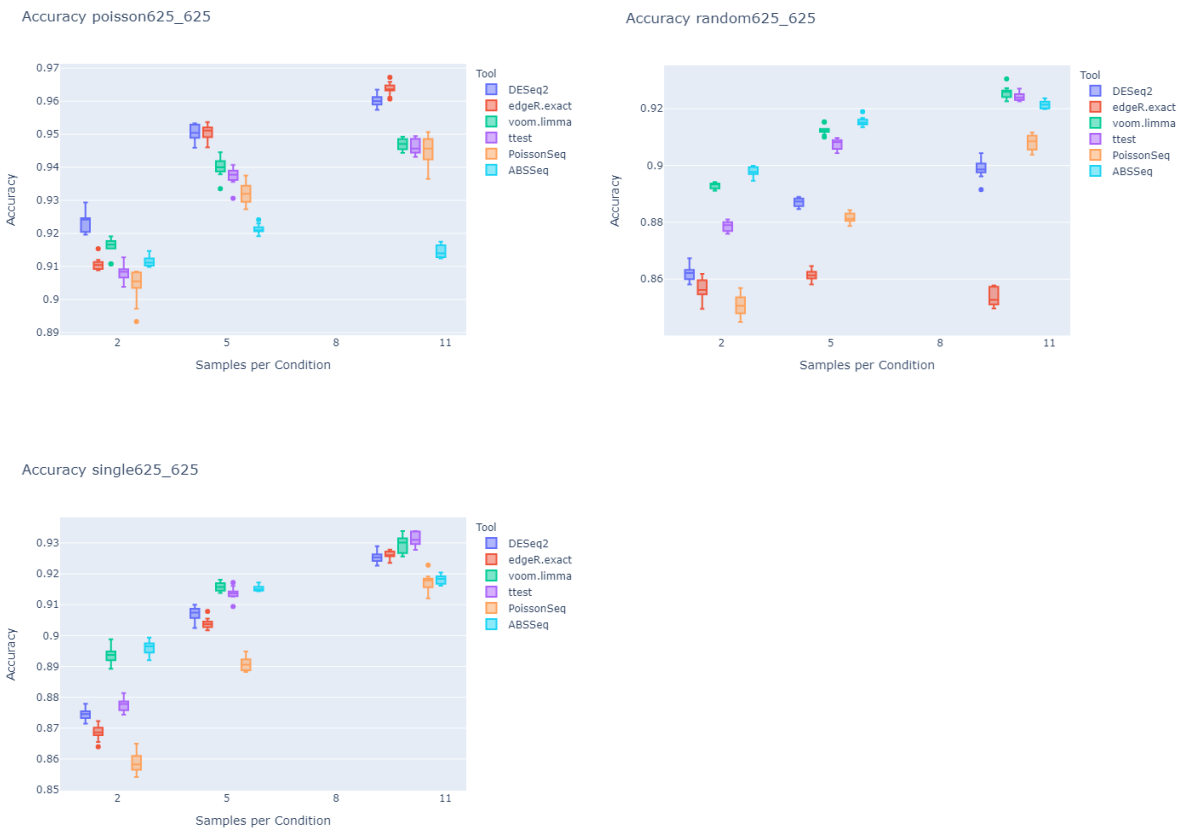 Accuracy poisson625_625
Accuracy
0.97
0.96
0.95
0.94
0.93
0.92
0.91
0.9
0.89
2
5
8
11
Samples per Condition
Tool
DESeq2
edgeR.exact
voom.limma
ttest
PoissonSeq
ABSSeq
Accuracy random625_625
Accuracy
0.92
0.9
0.88
0.86
2
5
8
11
Samples per Condition
Tool
DESeq2
edgeR.exact
voom.limma
ttest
PoissonSeq
ABSSeq
Accuracy single625_625
Accuracy
0.93
0.92
0.91
0.9
0.89
0.88
0.87
0.86
0.85
2
5
8
11
Samples per Condition
Tool
DESeq2
edgeR.exact
voom.limma
ttest
PoissonSeq
ABSSeq